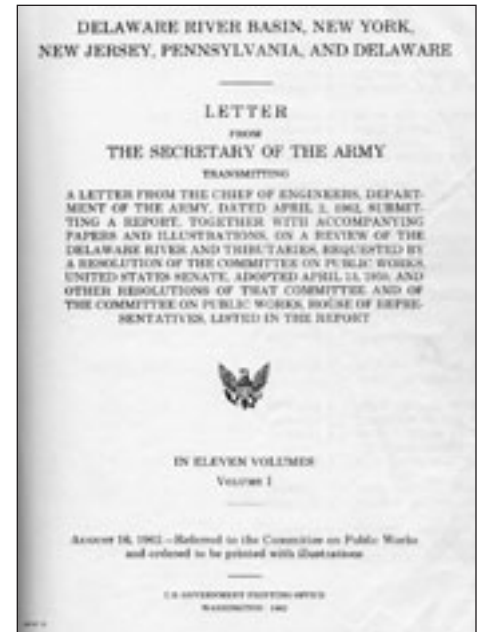 DELAWARE RIVER BASIN, NEW YORK,
NEW JERSEY, PENNSYLVANIA, AND DELAWARE
LETTER
FROM
THE SECRETARY OF THE ARMY
TRANSMITTING
A LETTER FROM THE CHIEF OF ENGINEERS, DEPART-
MENT OF THE ARMY, DATED APRIL 2, 1962, SUBMIT-
TING A REPORT, TOGETHER WITH ACCOMPANYING
PAPERS AND ILLUSTRATIONS, ON A REVIEW OF THE
DELAWARE RIVER AND TRIBUTARIES, REQUESTED BY
A RESOLUTION OF THE COMMITTEE ON PUBLIC WORKS,
UNITED STATES SENATE, ADOPTED APRIL 13, 1950, AND
OTHER RESOLUTIONS OF THAT COMMITTEE AND OF
THE COMMITTEE ON PUBLIC WORKS, HOUSE OF REPRE-
SENTATIVES, LISTED IN THE REPORT
IN ELEVEN VOLUMES
VOLUME I
AUGUST 16, 1962.—Referred to the Committee on Public Works
and ordered to be printed with illustrations
U.S. GOVERNMENT PRINTING OFFICE
WASHINGTON : 1962